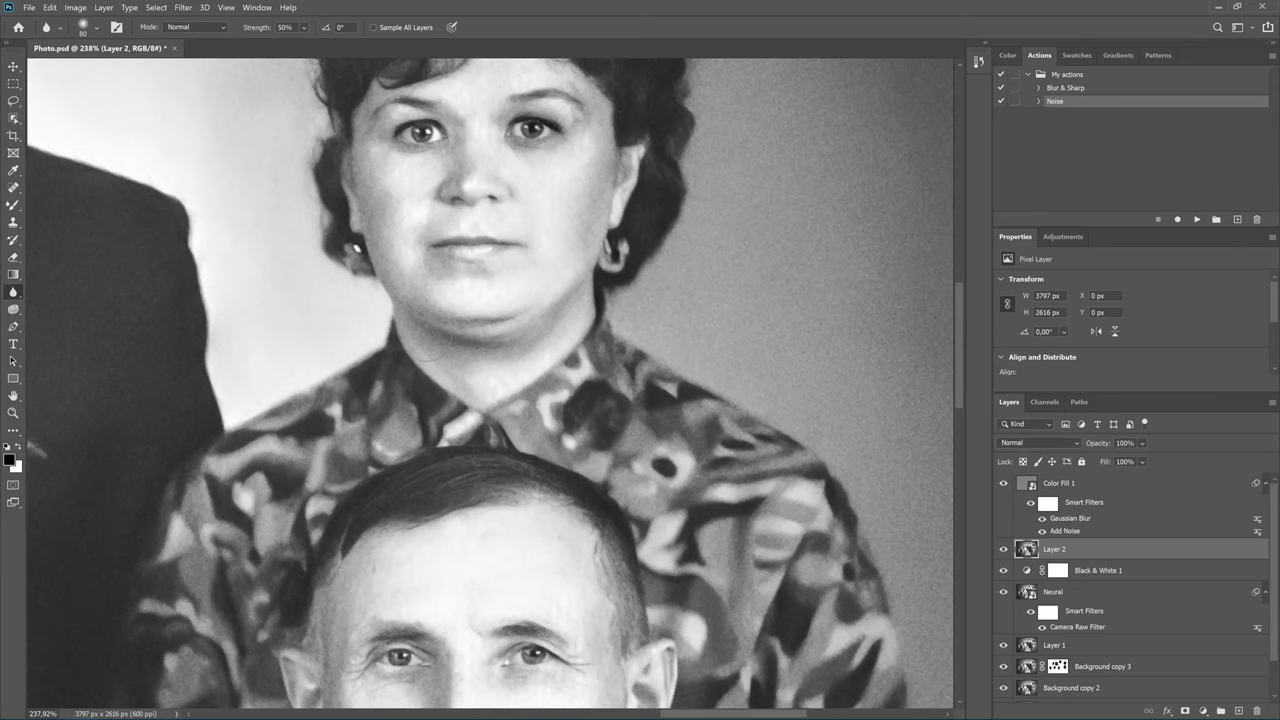 Ps File Edit Image Layer Type Select Filter 3D View Window Help
80 Mode: Normal Strength: 50% 0° Sample All Layers
Photo.psd @ 238% (Layer 2, RGB/8#) * ×
Color Actions Swatches Gradients Patterns
My actions
Blur & Sharp
Noise
Properties Adjustments
Pixel Layer
Transform
W 3797 px X 0 px
H 2616 px Y 0 px
0,00°
Align and Distribute
Align:
Layers Channels Paths
Kind
Normal Opacity: 100%
Lock: Fill: 100%
Color Fill 1
Smart Filters
Gaussian Blur
Add Noise
Layer 2
Black & White 1
Neural
Smart Filters
Camera Raw Filter
Layer 1
Background copy 3
Background copy 2
237,92% 3797 px x 2616 px (600 ppi)